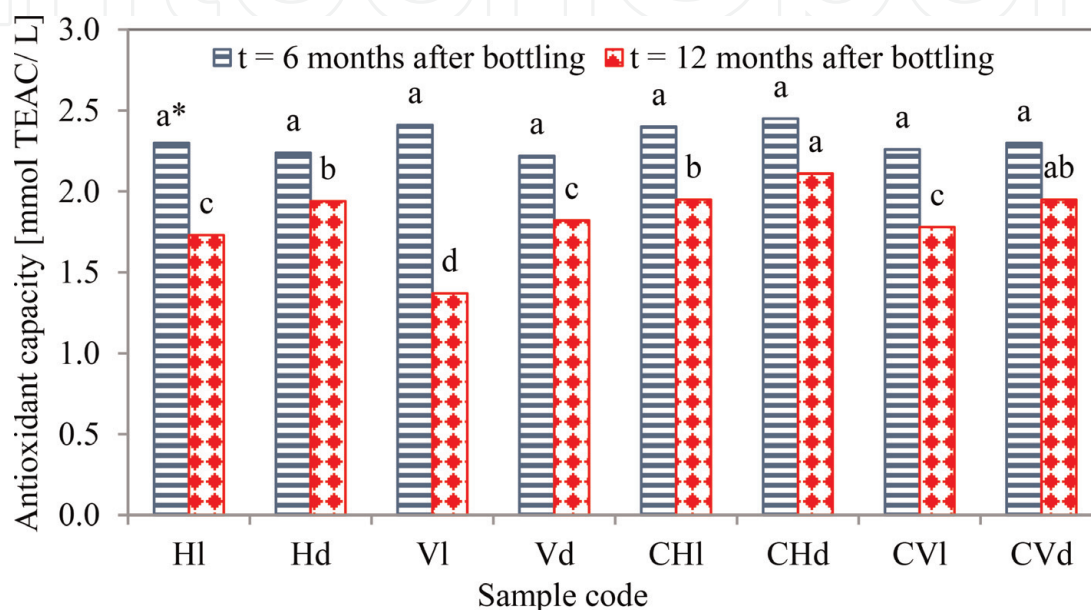 3.0
t = 6 months after bottling
t = 12 months after bottling
2.5
2.0
1.5
1.0
0.5
0.0
Antioxidant capacity [mmol TEAC/ L]
a*
c
a
b
a
d
a
c
a
b
a
a
a
c
a
ab
Hl Hd Vl Vd CHl CHd CVl CVd
Sample code